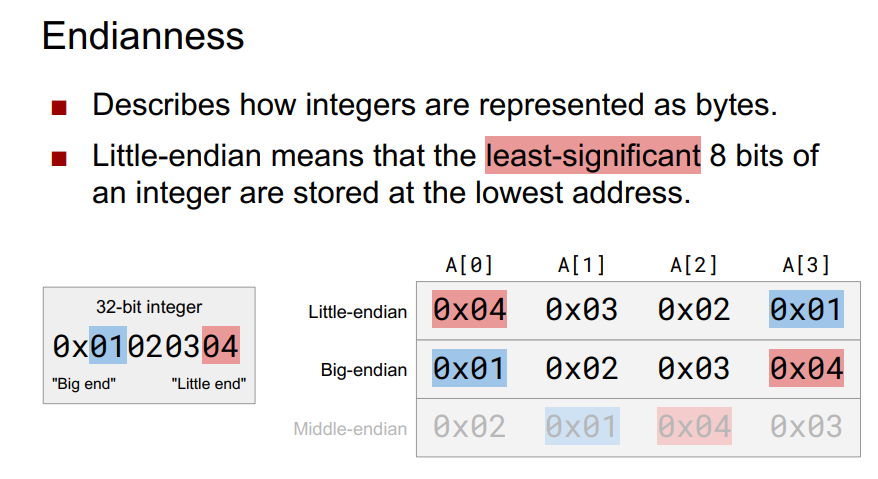 Endianness
■ Describes how integers are represented as bytes.
■ Little-endian means that the least-significant 8 bits of
an integer are stored at the lowest address.
32-bit integer
0x01020304
"Big end" "Little end"
A[0] A[1] A[2] A[3]
Little-endian 0x04 0x03 0x02 0x01
Big-endian 0x01 0x02 0x03 0x04
Middle-endian 0x02 0x01 0x04 0x03